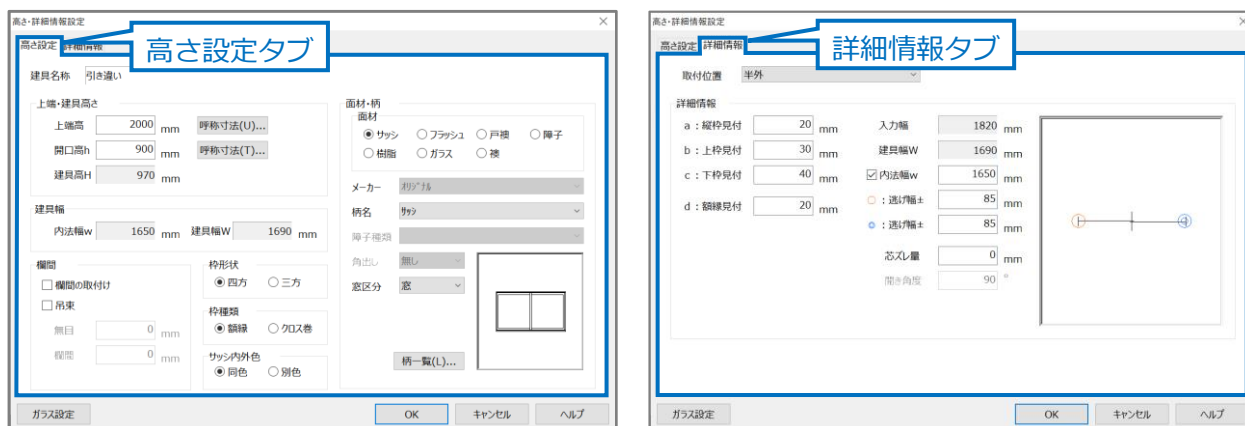 高さ・詳細情報設定
高さ設定 詳細情報
高さ設定タブ
建具名称 引き違い
上端・建具高さ
上端高 2000 mm 呼称寸法(U)...
開口高h 900 mm 呼称寸法(T)...
建具高H 970 mm
建具幅
内法幅w 1650 mm 建具幅W 1690 mm
欄間
欄間の取付け
吊束
無目 0 mm
欄間 0 mm
枠形状
四方 三方
枠種類
額縁 クロス巻
サッシ内外色
同色 別色
面材・柄
面材
サッシ フラッシュ 戸襖 障子
樹脂 ガラス 襖
メーカー オリジナル
柄名 サッシ
障子種類
角出し 無し
窓区分 窓
柄一覧(L)...
ガラス設定 OK キャンセル ヘルプ
高さ・詳細情報設定
高さ設定 詳細情報
詳細情報タブ
取付位置 半外
詳細情報
a：縦枠見付 20 mm
b：上枠見付 30 mm
c：下枠見付 40 mm
d：額縁見付 20 mm
入力幅 1820 mm
建具幅W 1690 mm
内法幅w 1650 mm
○：逃げ幅± 85 mm
◎：逃げ幅± 85 mm
芯ズレ量 0 mm
開き角度 90 °
ガラス設定 OK キャンセル ヘルプ